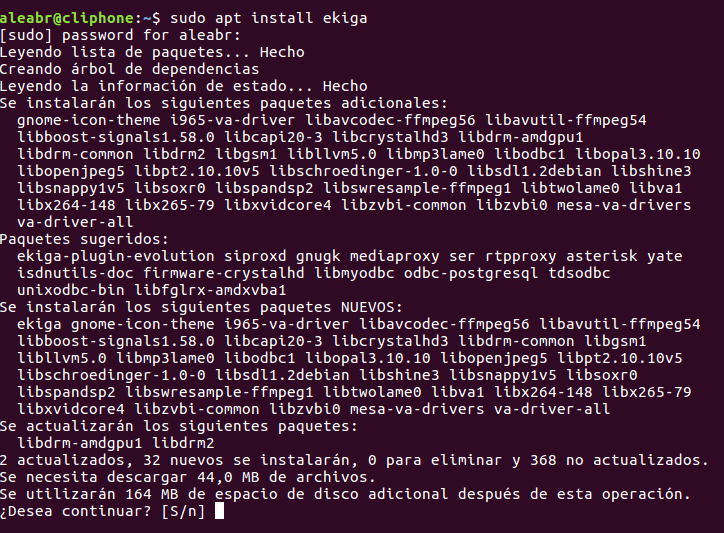 aleabr@cliphone:~$ sudo apt install ekiga
[sudo] password for aleabr:
Leyendo lista de paquetes... Hecho
Creando árbol de dependencias
Leyendo la información de estado... Hecho
Se instalarán los siguientes paquetes adicionales:
gnome-icon-theme i965-va-driver libavcodec-ffmpeg56 libavutil-ffmpeg54
libboost-signals1.58.0 libcapi20-3 libcrystalhd3 libdrm-amdgpu1
libdrm-common libdrm2 libgsm1 libllvm5.0 libmp3lame0 libodbc1 libopal3.10.10
libopenjpeg5 libpt2.10.10v5 libschroedinger-1.0-0 libsdl1.2debian libshine3
libsnappy1v5 libsoxr0 libspandsp2 libswresample-ffmpeg1 libtwolame0 libva1
libx264-148 libx265-79 libxvidcore4 libzvbi-common libzvbi0 mesa-va-drivers
va-driver-all
Paquetes sugeridos:
ekiga-plugin-evolution siproxd gnugk mediaproxy ser rtpproxy asterisk yate
isdnutils-doc firmware-crystalhd libmyodbc odbc-postgresql tdsodbc
unixodbc-bin libfglrx-amdxvba1
Se instalarán los siguientes paquetes NUEVOS:
ekiga gnome-icon-theme i965-va-driver libavcodec-ffmpeg56 libavutil-ffmpeg54
libboost-signals1.58.0 libcapi20-3 libcrystalhd3 libdrm-common libgsm1
libllvm5.0 libmp3lame0 libodbc1 libopal3.10.10 libopenjpeg5 libpt2.10.10v5
libschroedinger-1.0-0 libsdl1.2debian libshine3 libsnappy1v5 libsoxr0
libspandsp2 libswresample-ffmpeg1 libtwolame0 libva1 libx264-148 libx265-79
libxvidcore4 libzvbi-common libzvbi0 mesa-va-drivers va-driver-all
Se actualizarán los siguientes paquetes:
libdrm-amdgpu1 libdrm2
2 actualizados, 32 nuevos se instalarán, 0 para eliminar y 368 no actualizados.
Se necesita descargar 44,0 MB de archivos.
Se utilizarán 164 MB de espacio de disco adicional después de esta operación.
¿Desea continuar? [S/n]